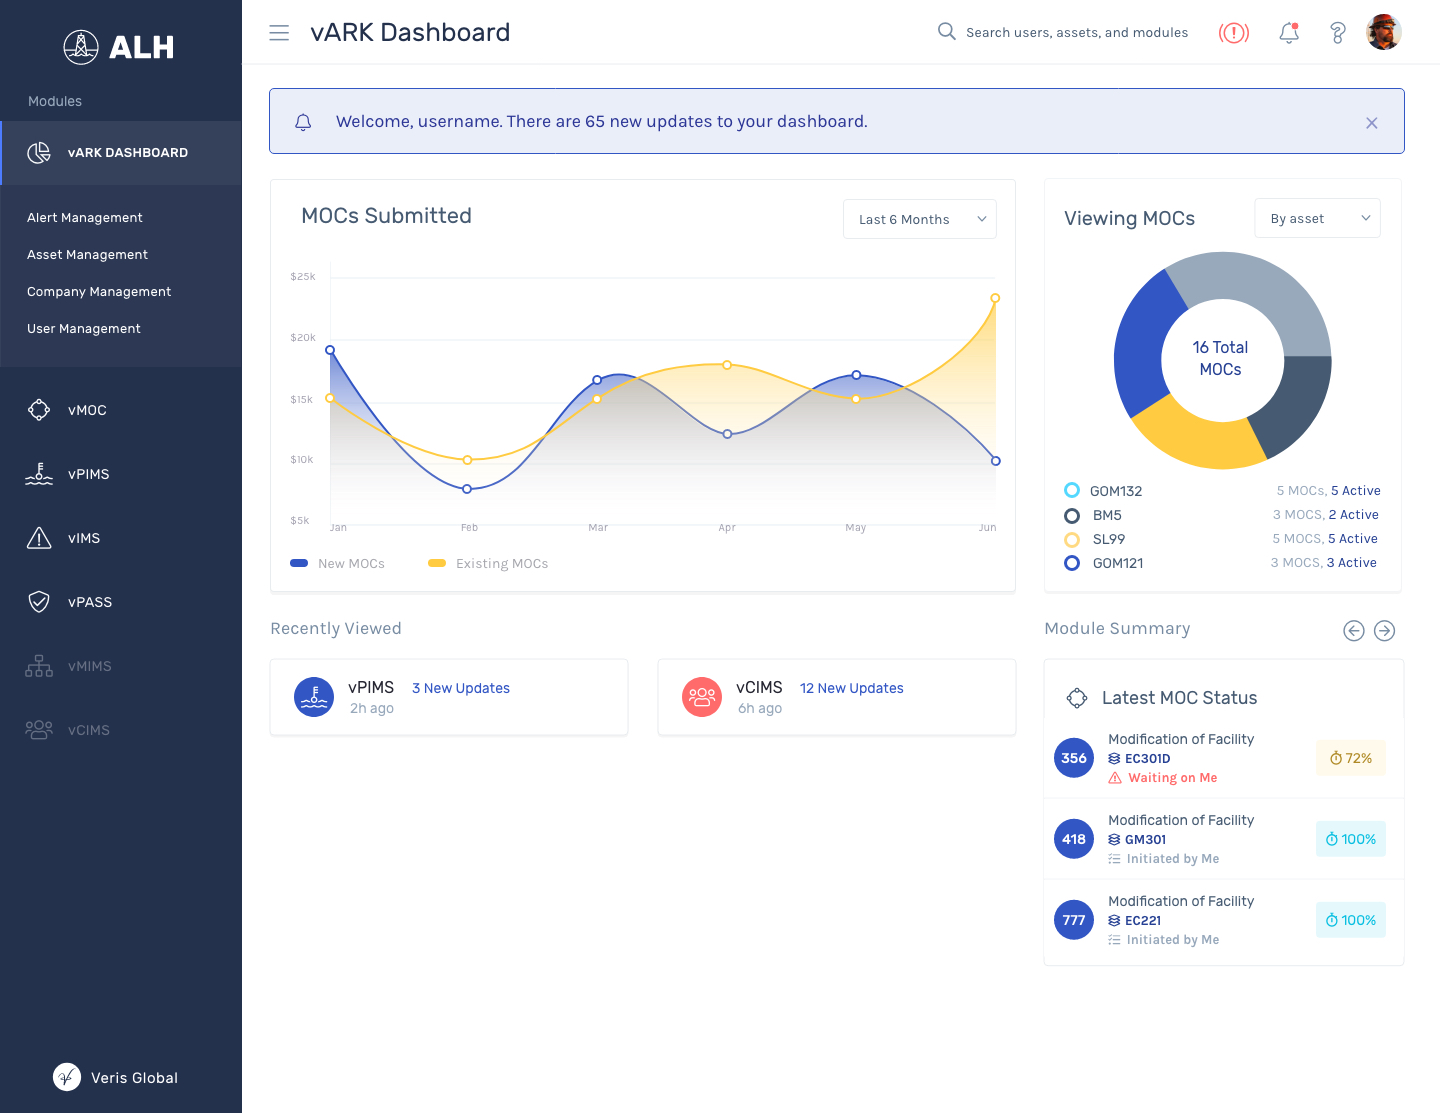 ALH
Modules
vARK DASHBOARD
Alert Management
Asset Management
Company Management
User Management
vMOC
vPIMS
vIMS
vPASS
vMIMS
vCIMS
Veris Global
vARK Dashboard
Search users, assets, and modules
Welcome, username. There are 65 new updates to your dashboard.
MOCs Submitted
Last 6 Months
$25k
$20k
$15k
$10k
$5k
Jan
Feb
Mar
Apr
May
Jun
New MOCs
Existing MOCs
Viewing MOCs
By asset
16 Total
MOCs
GOM132
5 MOCs, 5 Active
BM5
3 MOCS, 2 Active
SL99
5 MOCS, 5 Active
GOM121
3 MOCS, 3 Active
Recently Viewed
vPIMS
3 New Updates
2h ago
vCIMS
12 New Updates
6h ago
Module Summary
Latest MOC Status
356
Modification of Facility
EC301D
Waiting on Me
72%
418
Modification of Facility
GM301
Initiated by Me
100%
777
Modification of Facility
EC221
Initiated by Me
100%